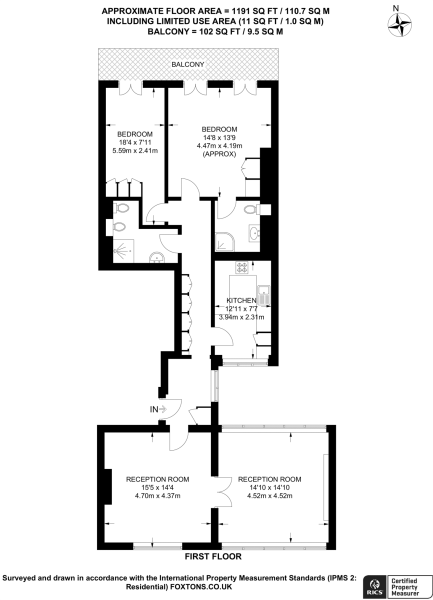 APPROXIMATE FLOOR AREA = 1191 SQ FT / 110.7 SQ M
INCLUDING LIMITED USE AREA (11 SQ FT / 1.0 SQ M)
BALCONY = 102 SQ FT / 9.5 SQ M
N
BALCONY
BEDROOM
18'4 x 7'11
5.59m x 2.41m
BEDROOM
14'8 x 13'9
4.47m x 4.19m
(APPROX)
KITCHEN
12'11 x 7'7
3.94m x 2.31m
IN
RECEPTION ROOM
15'5 x 14'4
4.70m x 4.37m
RECEPTION ROOM
14'10 x 14'10
4.52m x 4.52m
FIRST FLOOR
Surveyed and drawn in accordance with the International Property Measurement Standards (IPMS 2:
Residential) FOXTONS.CO.UK
RICS
Certified
Property
Measurer